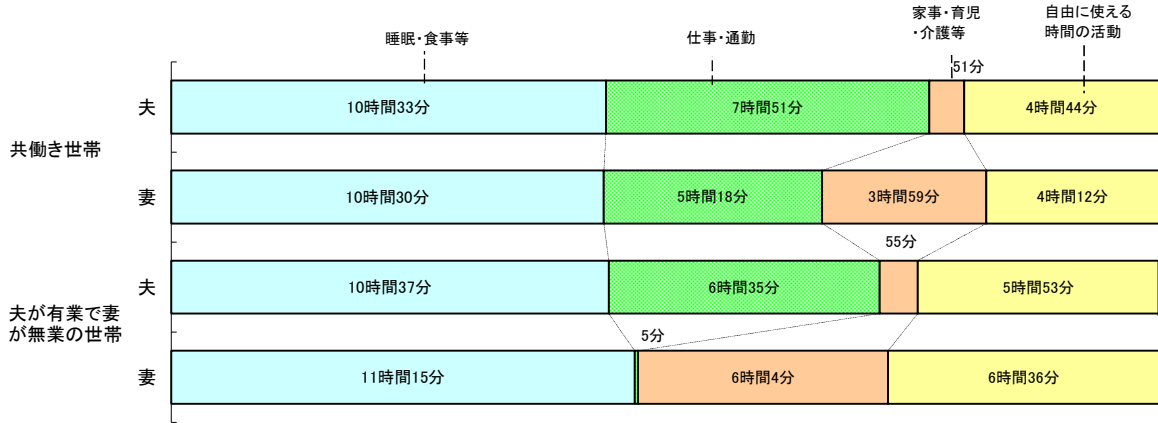 睡眠・食事等
仕事・通勤
家事・育児
・介護等
自由に使える
時間の活動
51分
共働き世帯
夫
10時間33分
7時間51分
4時間44分
妻
10時間30分
5時間18分
3時間59分
4時間12分
55分
夫が有業で妻
が無業の世帯
夫
10時間37分
6時間35分
5時間53分
5分
妻
11時間15分
6時間4分
6時間36分